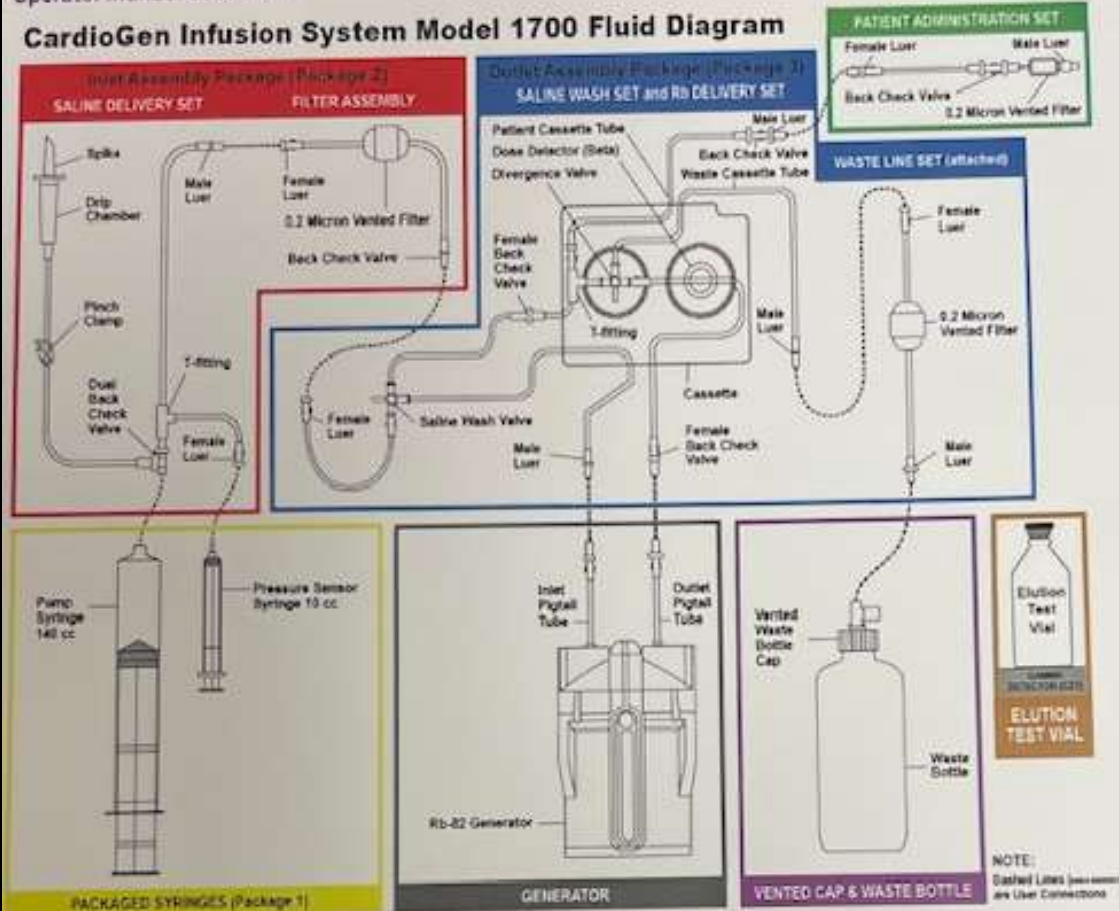 CardioGen Infusion System Model 1700 Fluid Diagram
PATIENT ADMINISTRATION SET
Female Luer
Male Luer
Back Check Valve
0.2 Micron Vented Filter
Inlet Assembly Package (Package 2)
SALINE DELIVERY SET
FILTER ASSEMBLY
Spike
Drip
Chamber
Male
Luer
Female
Luer
0.2 Micron Vented Filter
Back Check Valve
Pinch
Clamp
T-fitting
Dual
Back
Check
Valve
Female
Luer
Outlet Assembly Package (Package 3)
SALINE WASH SET and Rb DELIVERY SET
Patient Cassette Tube
Dose Detector (Beta)
Divergence Valve
Male Luer
Back Check Valve
Waste Cassette Tube
WASTE LINE SET (attached)
Female
Back
Check
Valve
T-fitting
Male
Luer
Cassette
Female
Luer
0.2 Micron
Vented Filter
Female
Luer
Saline Wash Valve
Male
Luer
Female
Back Check
Valve
Male
Luer
Pump
Syringe
140 cc
Pressure Sensor
Syringe 10 cc
PACKAGED SYRINGES (Package 1)
Inlet
Pigtail
Tube
Outlet
Pigtail
Tube
Rb-82 Generator
GENERATOR
Vented
Waste
Bottle
Cap
Waste
Bottle
VENTED CAP & WASTE BOTTLE
Elution
Test
Vial
ELUTION
TEST VIAL
NOTE:
Dashed Lines
are User Connections